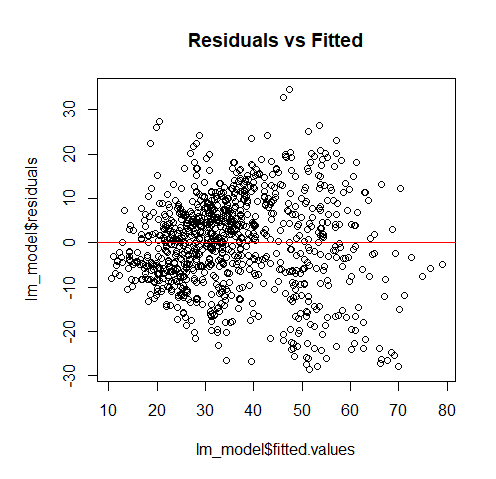 Residuals vs Fitted
lm_model$residuals
30
20
10
0
-10
-20
-30
10 20 30 40 50 60 70 80
lm_model$fitted.values